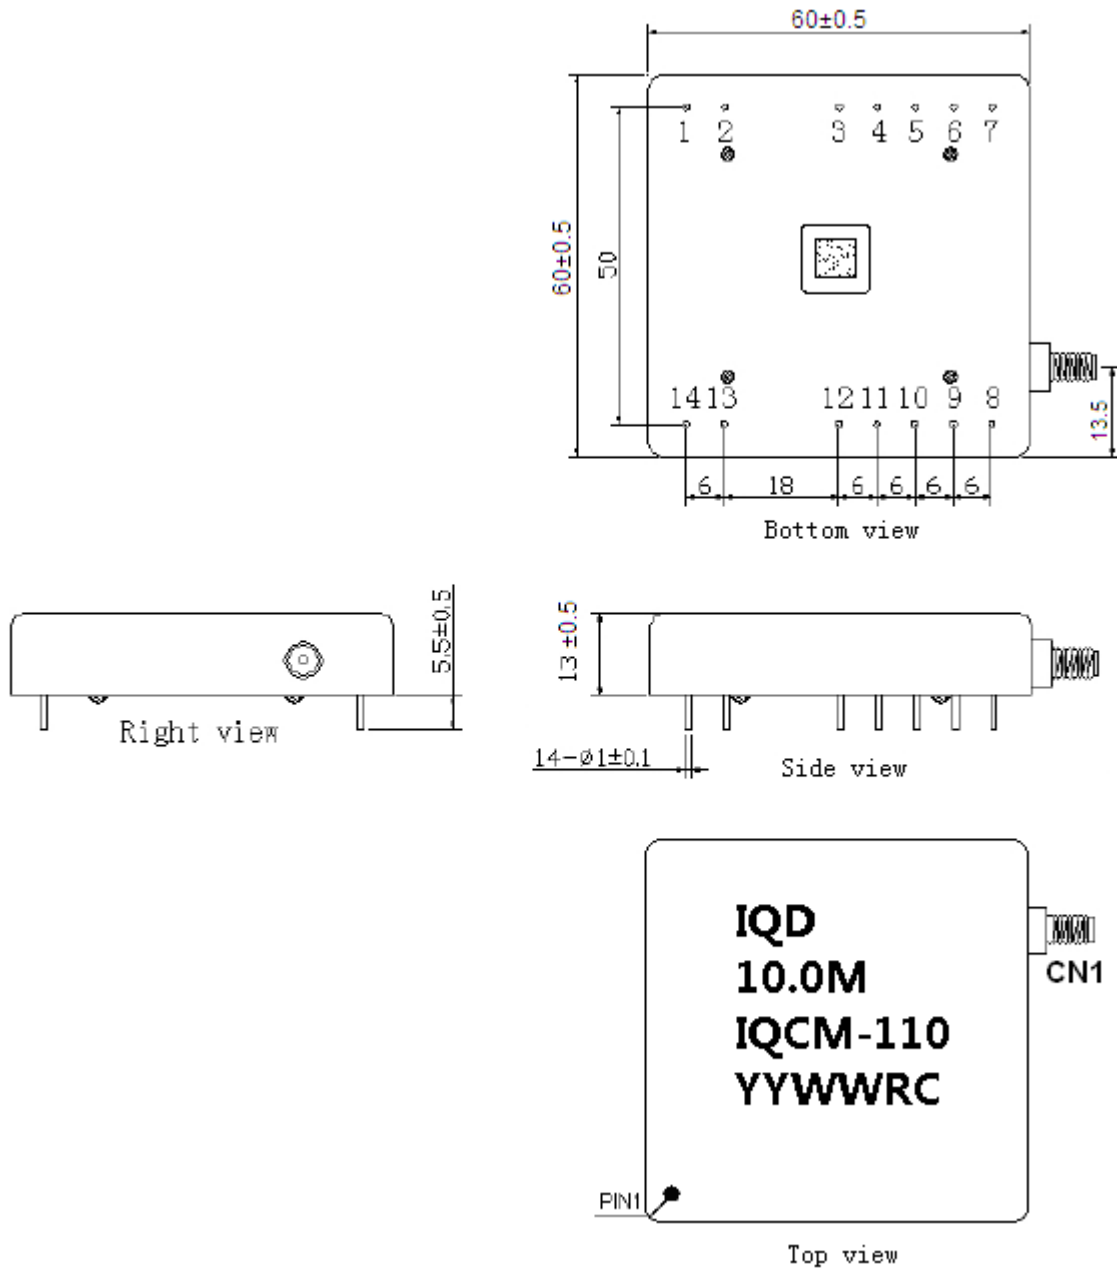 60±0.5
1 2 3 4 5 6 7
60±0.5
50
14 13 12 11 10 9 8
13.5
6 18 6 6 6 6
Bottom view
5.5±0.5
13 ±0.5
Right view
14-Ø1±0.1
Side view
IQD
10.0M
CN1
IQCM-110
YYWWRC
PIN1
Top view